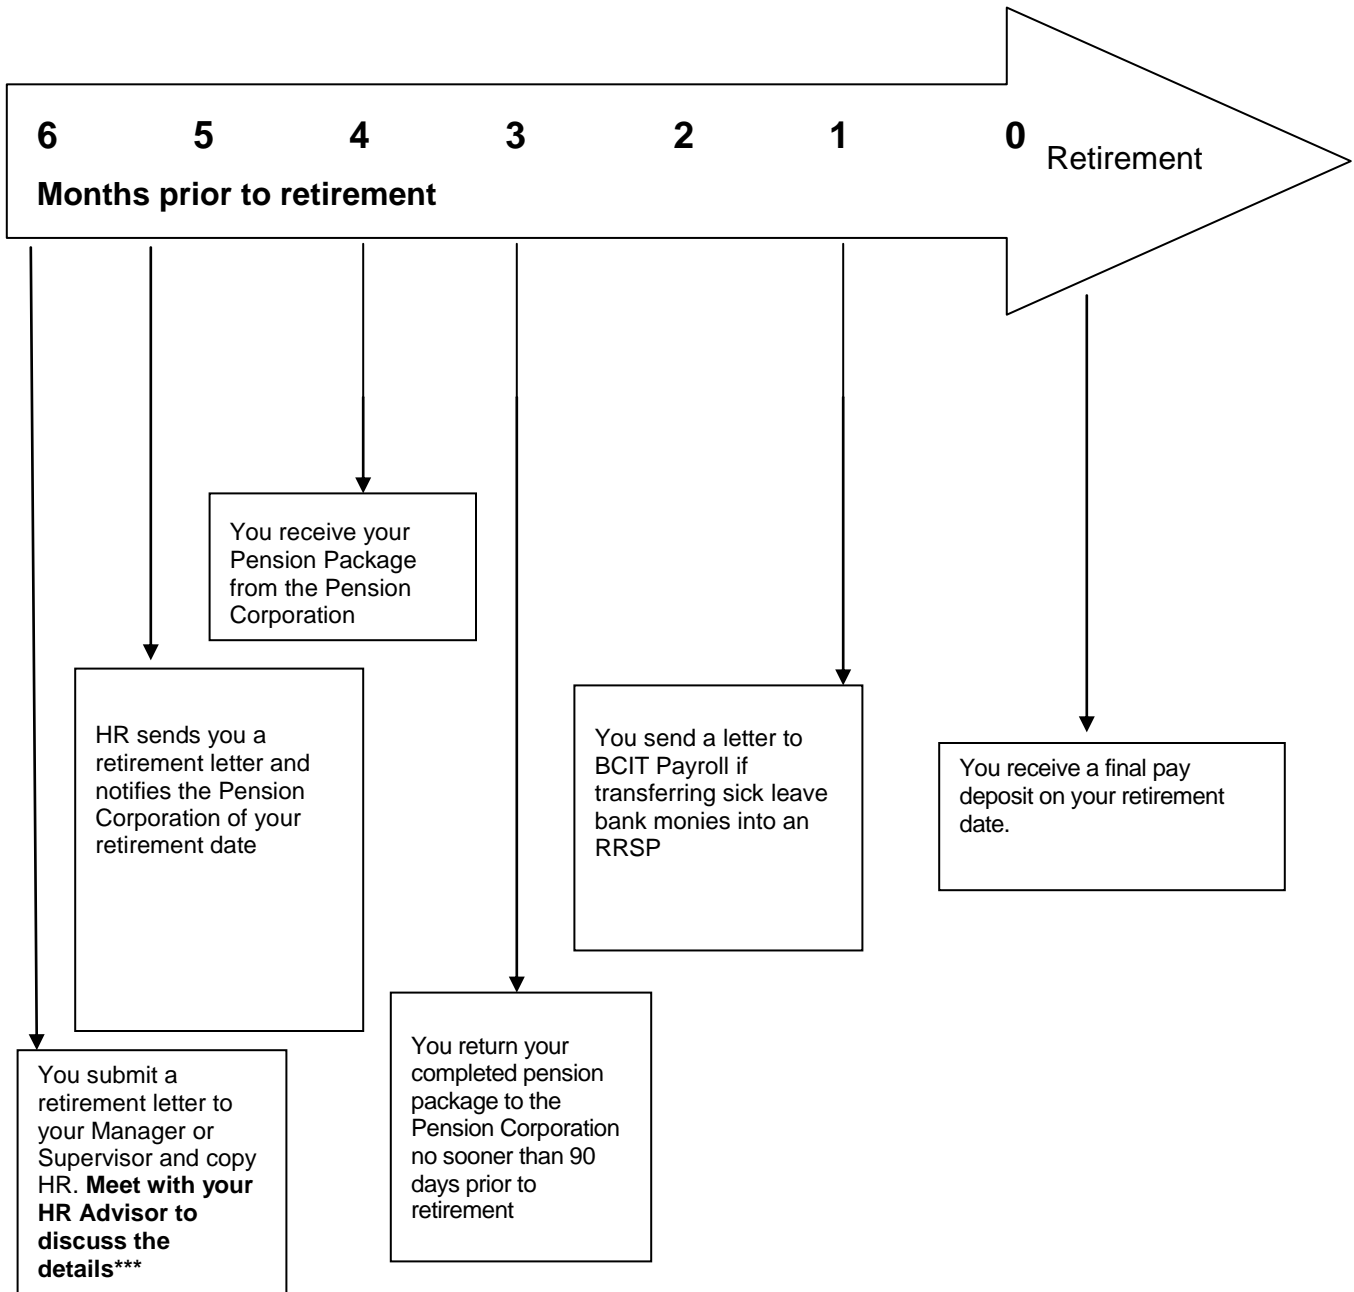 6 5 4 3 2 1 0
Retirement
Months prior to retirement
You receive your
Pension Package
from the Pension
Corporation
HR sends you a
retirement letter and
notifies the Pension
Corporation of your
retirement date
You send a letter to
BCIT Payroll if
transferring sick leave
bank monies into an
RRSP
You receive a final pay
deposit on your retirement
date.
You submit a
retirement letter to
your Manager or
Supervisor and copy
HR. Meet with your
HR Advisor to
discuss the
details***
You return your
completed pension
package to the
Pension Corporation
no sooner than 90
days prior to
retirement